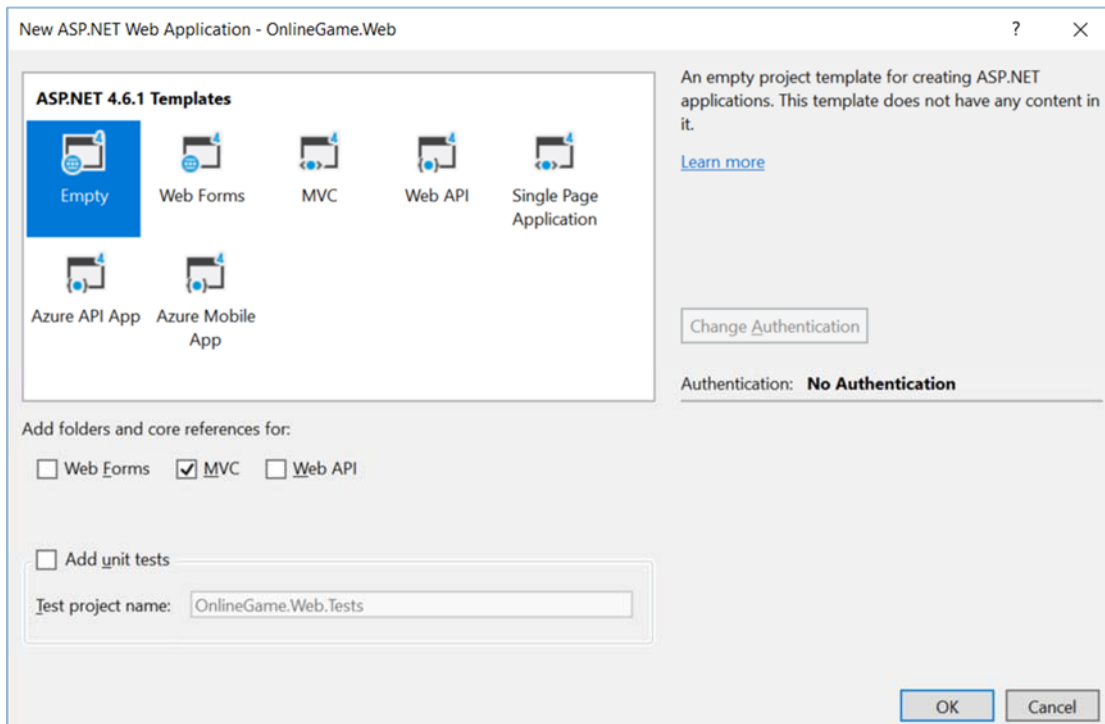 New ASP.NET Web Application - OnlineGame.Web
?
ASP.NET 4.6.1 Templates
Empty
Web Forms
MVC
Web API
Single Page
Application
Azure API App
Azure Mobile
App
An empty project template for creating ASP.NET
applications. This template does not have any content in
it.
Learn more
Change Authentication
Authentication: No Authentication
Add folders and core references for:
Web Forms
MVC
Web API
Add unit tests
Test project name:
OnlineGame.Web.Tests
OK
Cancel